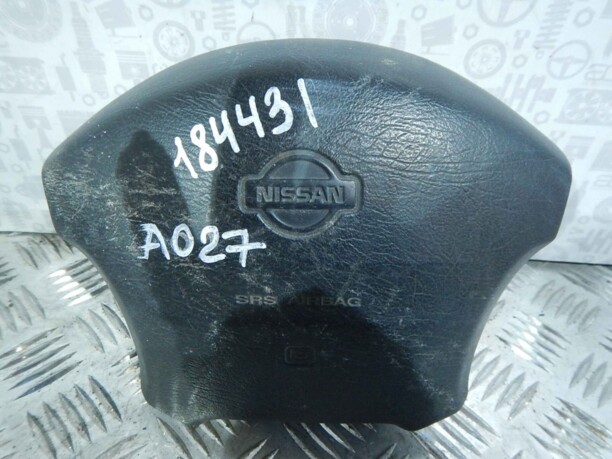 184431
NISSAN
A027
SRS AIRBAG
B